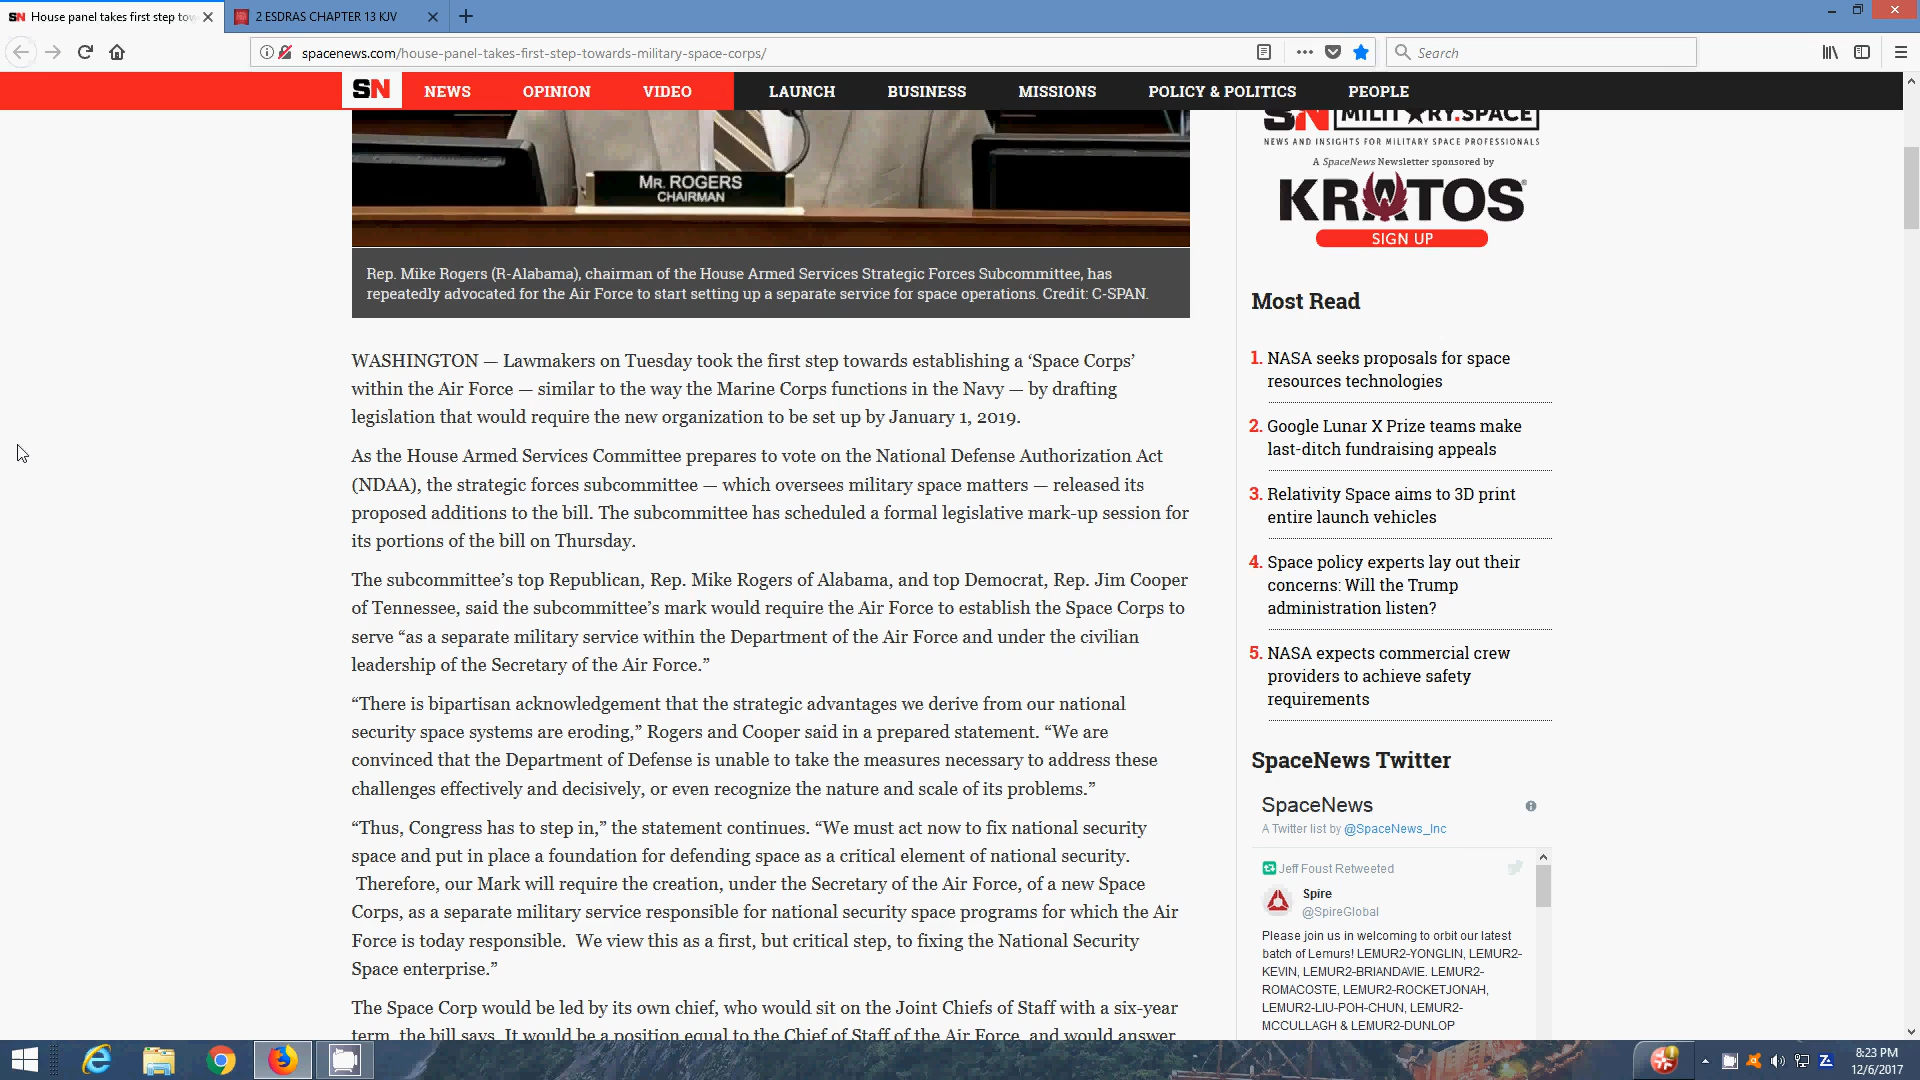 SN House panel takes first step tow
2 ESDRAS CHAPTER 13 KJV
spacenews.com/house-panel-takes-first-step-towards-military-space-corps/
Search
SN NEWS OPINION VIDEO LAUNCH BUSINESS MISSIONS POLICY & POLITICS PEOPLE
MR. ROGERS
CHAIRMAN
Rep. Mike Rogers (R-Alabama), chairman of the House Armed Services Strategic Forces Subcommittee, has
repeatedly advocated for the Air Force to start setting up a separate service for space operations. Credit: C-SPAN.
WASHINGTON — Lawmakers on Tuesday took the first step towards establishing a ‘Space Corps’
within the Air Force — similar to the way the Marine Corps functions in the Navy — by drafting
legislation that would require the new organization to be set up by January 1, 2019.
As the House Armed Services Committee prepares to vote on the National Defense Authorization Act
(NDAA), the strategic forces subcommittee — which oversees military space matters — released its
proposed additions to the bill. The subcommittee has scheduled a formal legislative mark-up session for
its portions of the bill on Thursday.
The subcommittee’s top Republican, Rep. Mike Rogers of Alabama, and top Democrat, Rep. Jim Cooper
of Tennessee, said the subcommittee’s mark would require the Air Force to establish the Space Corps to
serve “as a separate military service within the Department of the Air Force and under the civilian
leadership of the Secretary of the Air Force.”
“There is bipartisan acknowledgement that the strategic advantages we derive from our national
security space systems are eroding,” Rogers and Cooper said in a prepared statement. “We are
convinced that the Department of Defense is unable to take the measures necessary to address these
challenges effectively and decisively, or even recognize the nature and scale of its problems.”
“Thus, Congress has to step in,” the statement continues. “We must act now to fix national security
space and put in place a foundation for defending space as a critical element of national security.
Therefore, our Mark will require the creation, under the Secretary of the Air Force, of a new Space
Corps, as a separate military service responsible for national security space programs for which the Air
Force is today responsible. We view this as a first, but critical step, to fixing the National Security
Space enterprise.”
The Space Corp would be led by its own chief, who would sit on the Joint Chiefs of Staff with a six-year
term, the bill says. It would be a position equal to the Chief of Staff of the Air Force, and would answer
SN MILITARY.SPACE
NEWS AND INSIGHTS FOR MILITARY SPACE PROFESSIONALS
A SpaceNews Newsletter sponsored by
KRATOS
SIGN UP
Most Read
1. NASA seeks proposals for space
resources technologies
2. Google Lunar X Prize teams make
last-ditch fundraising appeals
3. Relativity Space aims to 3D print
entire launch vehicles
4. Space policy experts lay out their
concerns: Will the Trump
administration listen?
5. NASA expects commercial crew
providers to achieve safety
requirements
SpaceNews Twitter
SpaceNews
A Twitter list by @SpaceNews_Inc
Jeff Foust Retweeted
Spire
@SpireGlobal
Please join us in welcoming to orbit our latest
batch of Lemurs! LEMUR2-YONGLIN, LEMUR2-
KEVIN, LEMUR2-BRIANDAVIE. LEMUR2-
ROMACOSTE, LEMUR2-ROCKETJONAH,
LEMUR2-LIU-POH-CHUN, LEMUR2-
MCCULLAGH & LEMUR2-DUNLOP
8:23 PM
12/6/2017